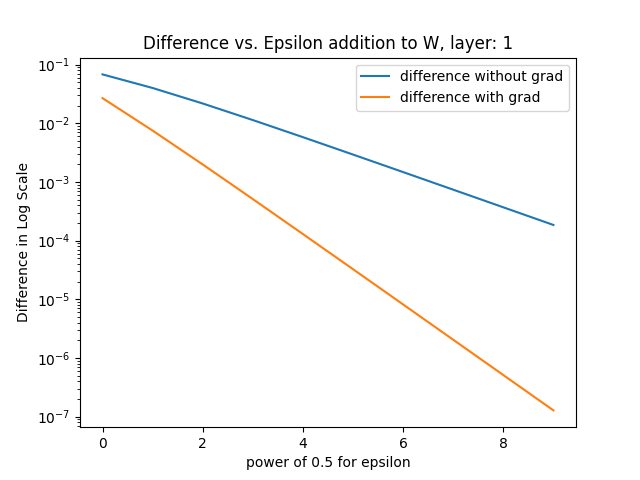 Difference vs. Epsilon addition to W, layer: 1
difference without grad
difference with grad
Difference in Log Scale
10⁻¹
10⁻²
10⁻³
10⁻⁴
10⁻⁵
10⁻⁶
10⁻⁷
0 2 4 6 8
power of 0.5 for epsilon